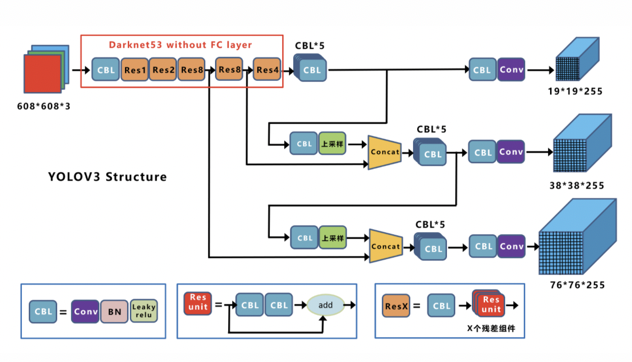 Darknet53 without FC layer
CBL Res1 Res2 Res8 Res8 Res4
CBL*5
CBL
CBL Conv
608*608*3
19*19*255
CBL 上采样
Concat
CBL*5
CBL
CBL Conv
38*38*255
YOLOV3 Structure
CBL 上采样
Concat
CBL*5
CBL
CBL Conv
76*76*255
CBL = Conv BN Leaky relu
Res unit = CBL CBL add
ResX = CBL Res unit
X个残差组件